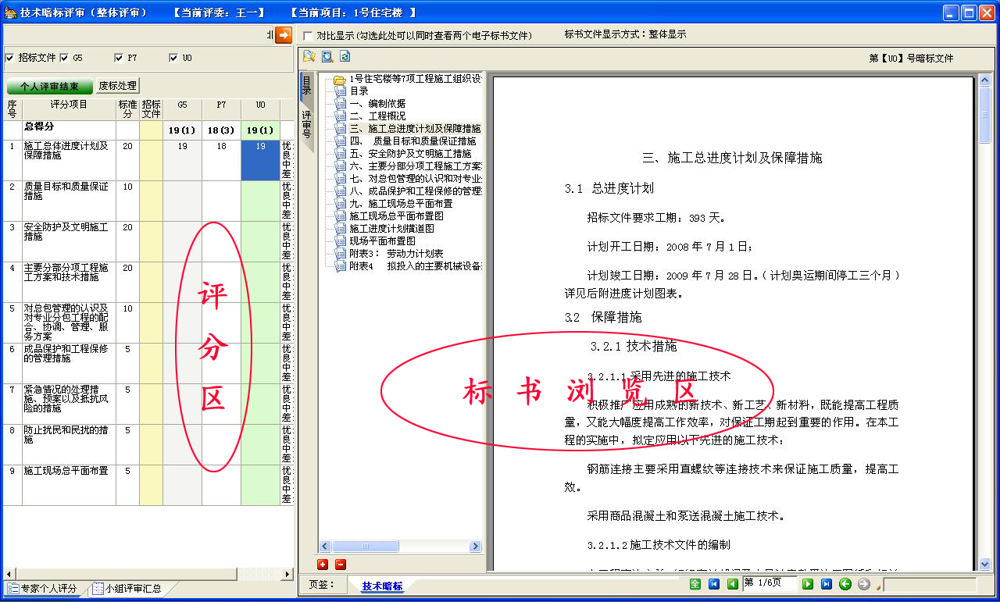 技术暗标评审（整体评审） 【当前评委：王一】 【当前项目：1号住宅楼 】
对比显示(勾选此处可以同时查看两个电子标书文件) 标书文件显示方式：整体显示
招标文件 G5 P7 U0
第【U0】号暗标文件
个人评审结束 废标处理
序号 评分项目 标准分 招标文件 G5 P7 U0
总得分 19(1) 18(3) 19(1)
1 施工总体进度计划及 20 19 18 19 优:
保障措施 良:
中:
差:
2 质量目标和质量保证 10 优:
措施 良:
中:
差:
3 安全防护及文明施工 20 优:
措施 良:
中:
差:
4 主要分部分项工程施 20 优:
工方案和技术措施 良:
中:
差:
5 对总包管理的认识及 10 优:
对专业分包工程的配 良:
合、协调、管理、服 中:
务方案 差:
6 成品保护和工程保修 5 优:
的管理措施 良:
中:
差:
7 紧急情况的处理措 5 优:
施、预案以及抵抗风 良:
险的措施 中:
差:
8 防止扰民和民扰的措 5 优:
施 良:
中:
差:
9 施工现场总平面布置 5 优:
良:
中:
差:
评分区
专家个人评分 小组评审汇总
目录
评审号
1号住宅楼等7项工程施工组织设
目录
一、编制依据
二、工程概况
三、施工总进度计划及保障措施
四、 质量目标和质量保证措施
五、安全防护及文明施工措施
六、主要分部分项工程施工方案
七、对总包管理的认识和对专业
八、成品保护和工程保修的管理
九、施工现场总平面布置
施工现场总平面布置图
施工进度计划横道图
现场平面布置图
附表3： 劳动力计划表
附表4 拟投入的主要机械设备
三、施工总进度计划及保障措施
3.1 总进度计划
招标文件要求工期：393 天。
计划开工日期：2008 年 7 月 1 日；
计划竣工日期：2009 年 7 月 28 日。（计划奥运期间停工三个月）
详见后附进度计划图表。
3.2 保障措施
3.2.1 技术措施
3.2.1.1 采用先进的施工技术
标书浏览区
积极推广应用成熟的新技术、新工艺、新材料，既能提高工程质
量，又能大幅度提高工作效率，对保证工期起到重要的作用。在本工
程的实施中，拟定应用以下先进的施工技术：
钢筋连接主要采用直螺纹等连接技术来保证施工质量，提高工
效。
采用商品混凝土和泵送混凝土施工技术。
3.2.1.2 施工技术文件的编制
页签： 技术暗标 全 第 1/6页